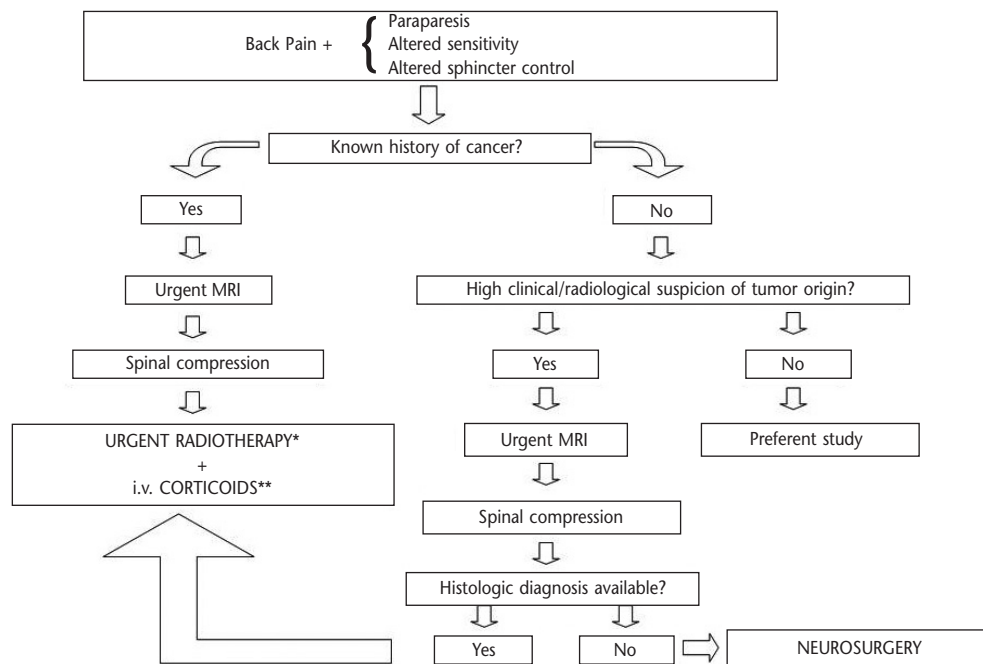 Paraparesis
Back Pain + { Altered sensitivity
Altered sphincter control
Known history of cancer?
Yes
No
Urgent MRI
High clinical/radiological suspicion of tumor origin?
Spinal compression
Yes
No
URGENT RADIOTHERAPY*
+
i.v. CORTICOIDS**
Urgent MRI
Preferent study
Spinal compression
Histologic diagnosis available?
Yes
No
NEUROSURGERY